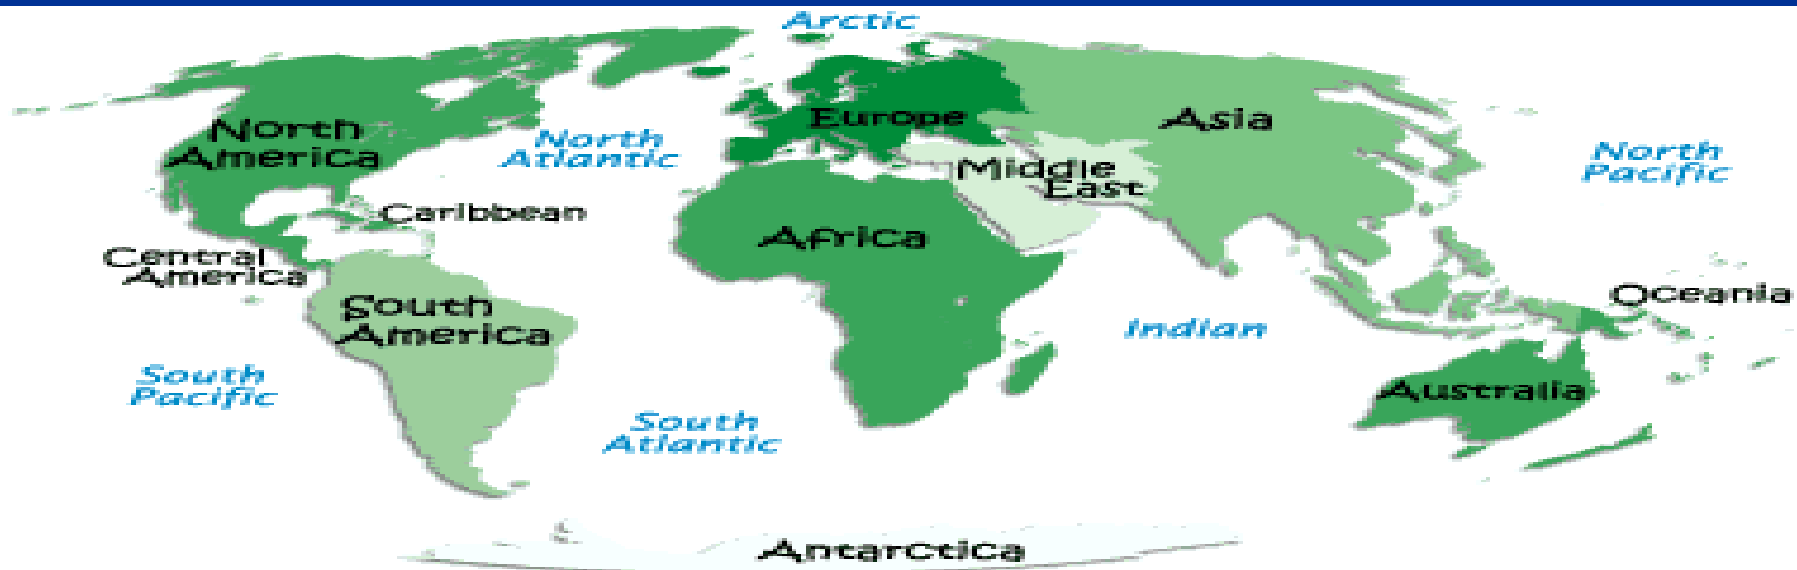 Arctic
Europe
Asia
North
America
North
Atlantic
North
Pacific
Middle
East
Caribbean
Africa
Central
America
South
America
Oceania
Indian
South
Pacific
Australia
South
Atlantic
Antarctica